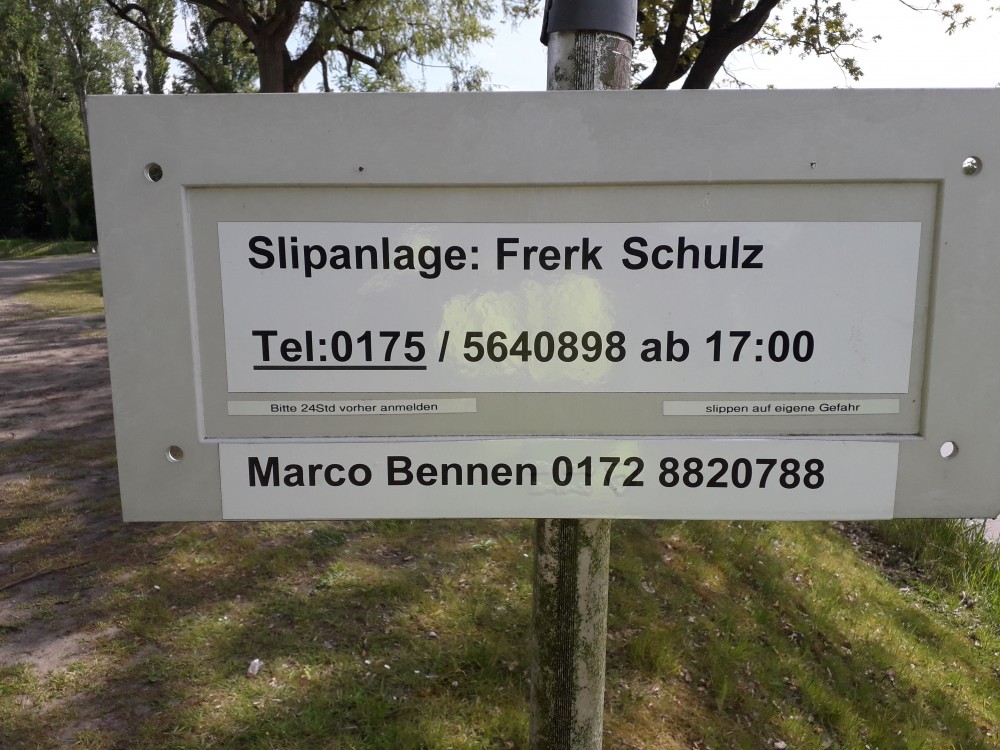 Slipanlage: Frerk Schulz
Tel:0175 / 5640898 ab 17:00
Bitte 24Std vorher anmelden
slippen auf eigene Gefahr
Marco Bennen 0172 8820788